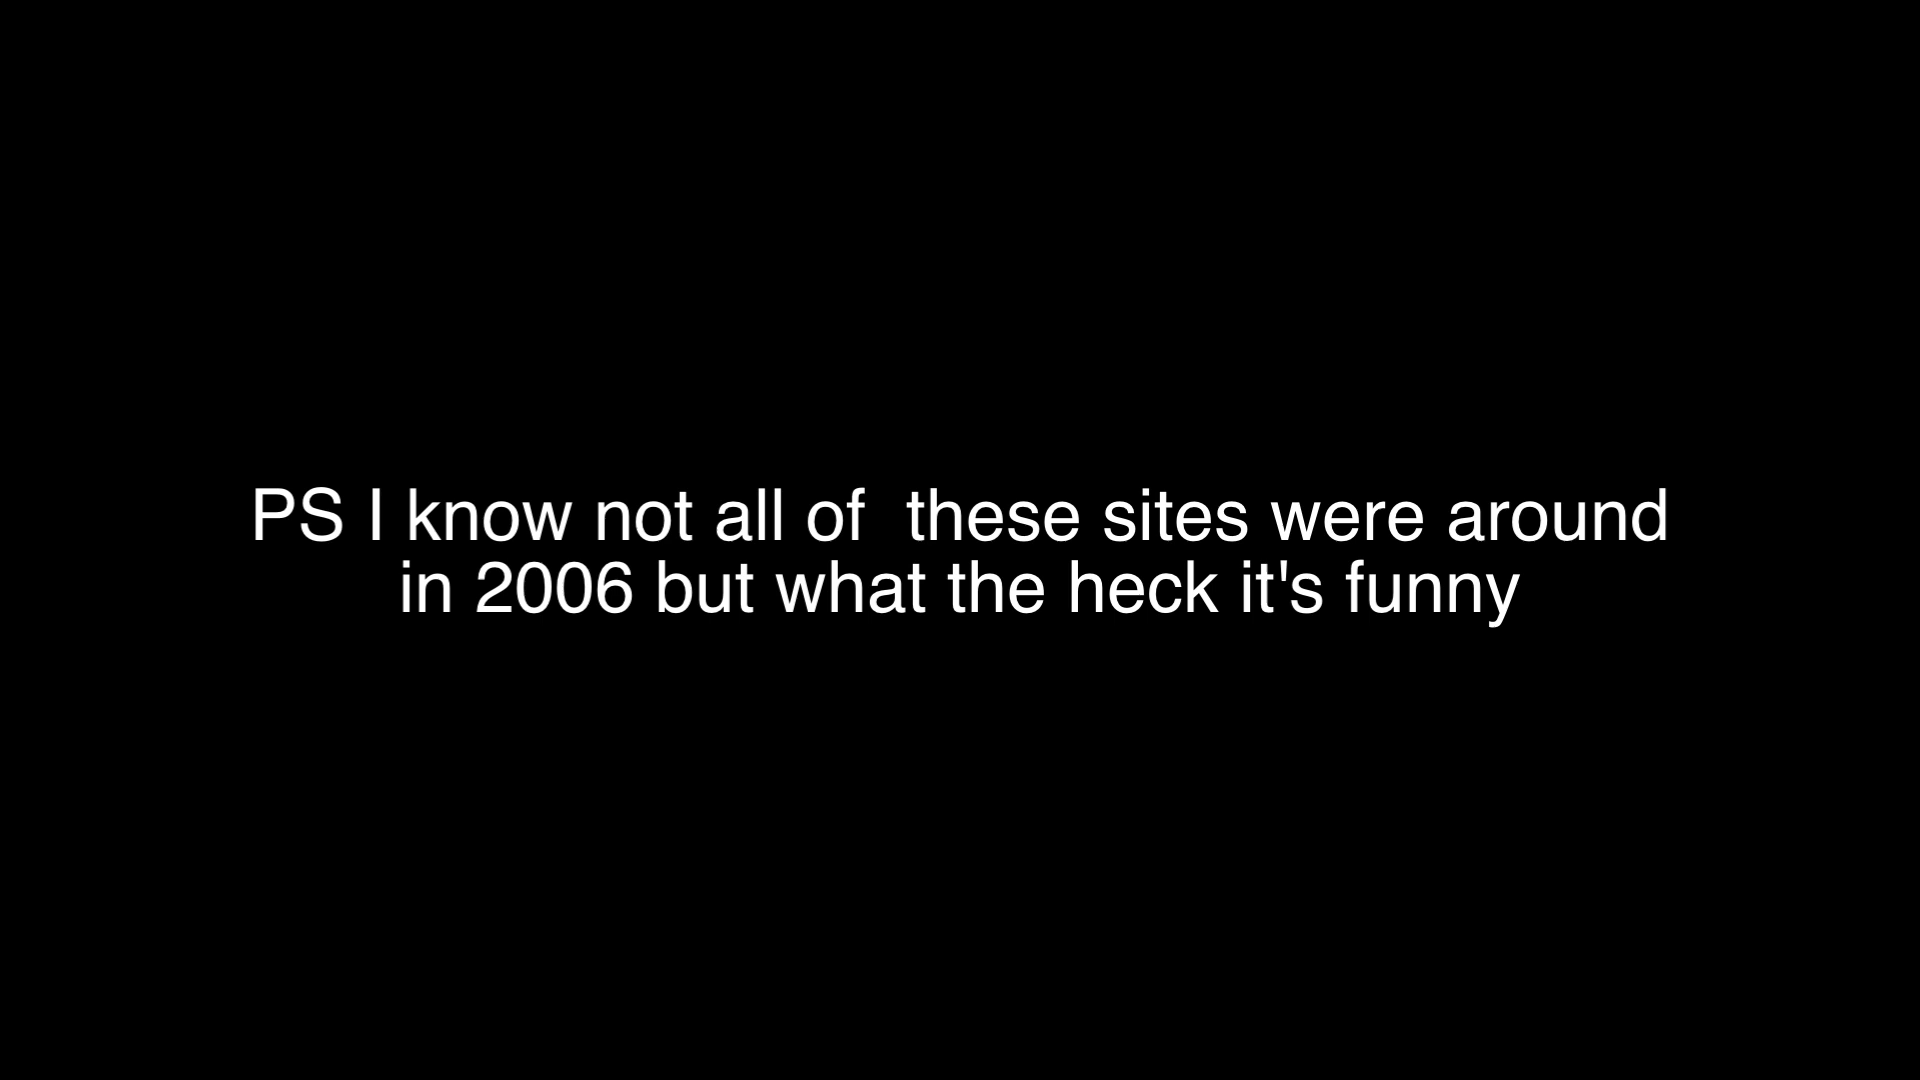 PS I know not all of  these sites were around
in 2006 but what the heck it's funny